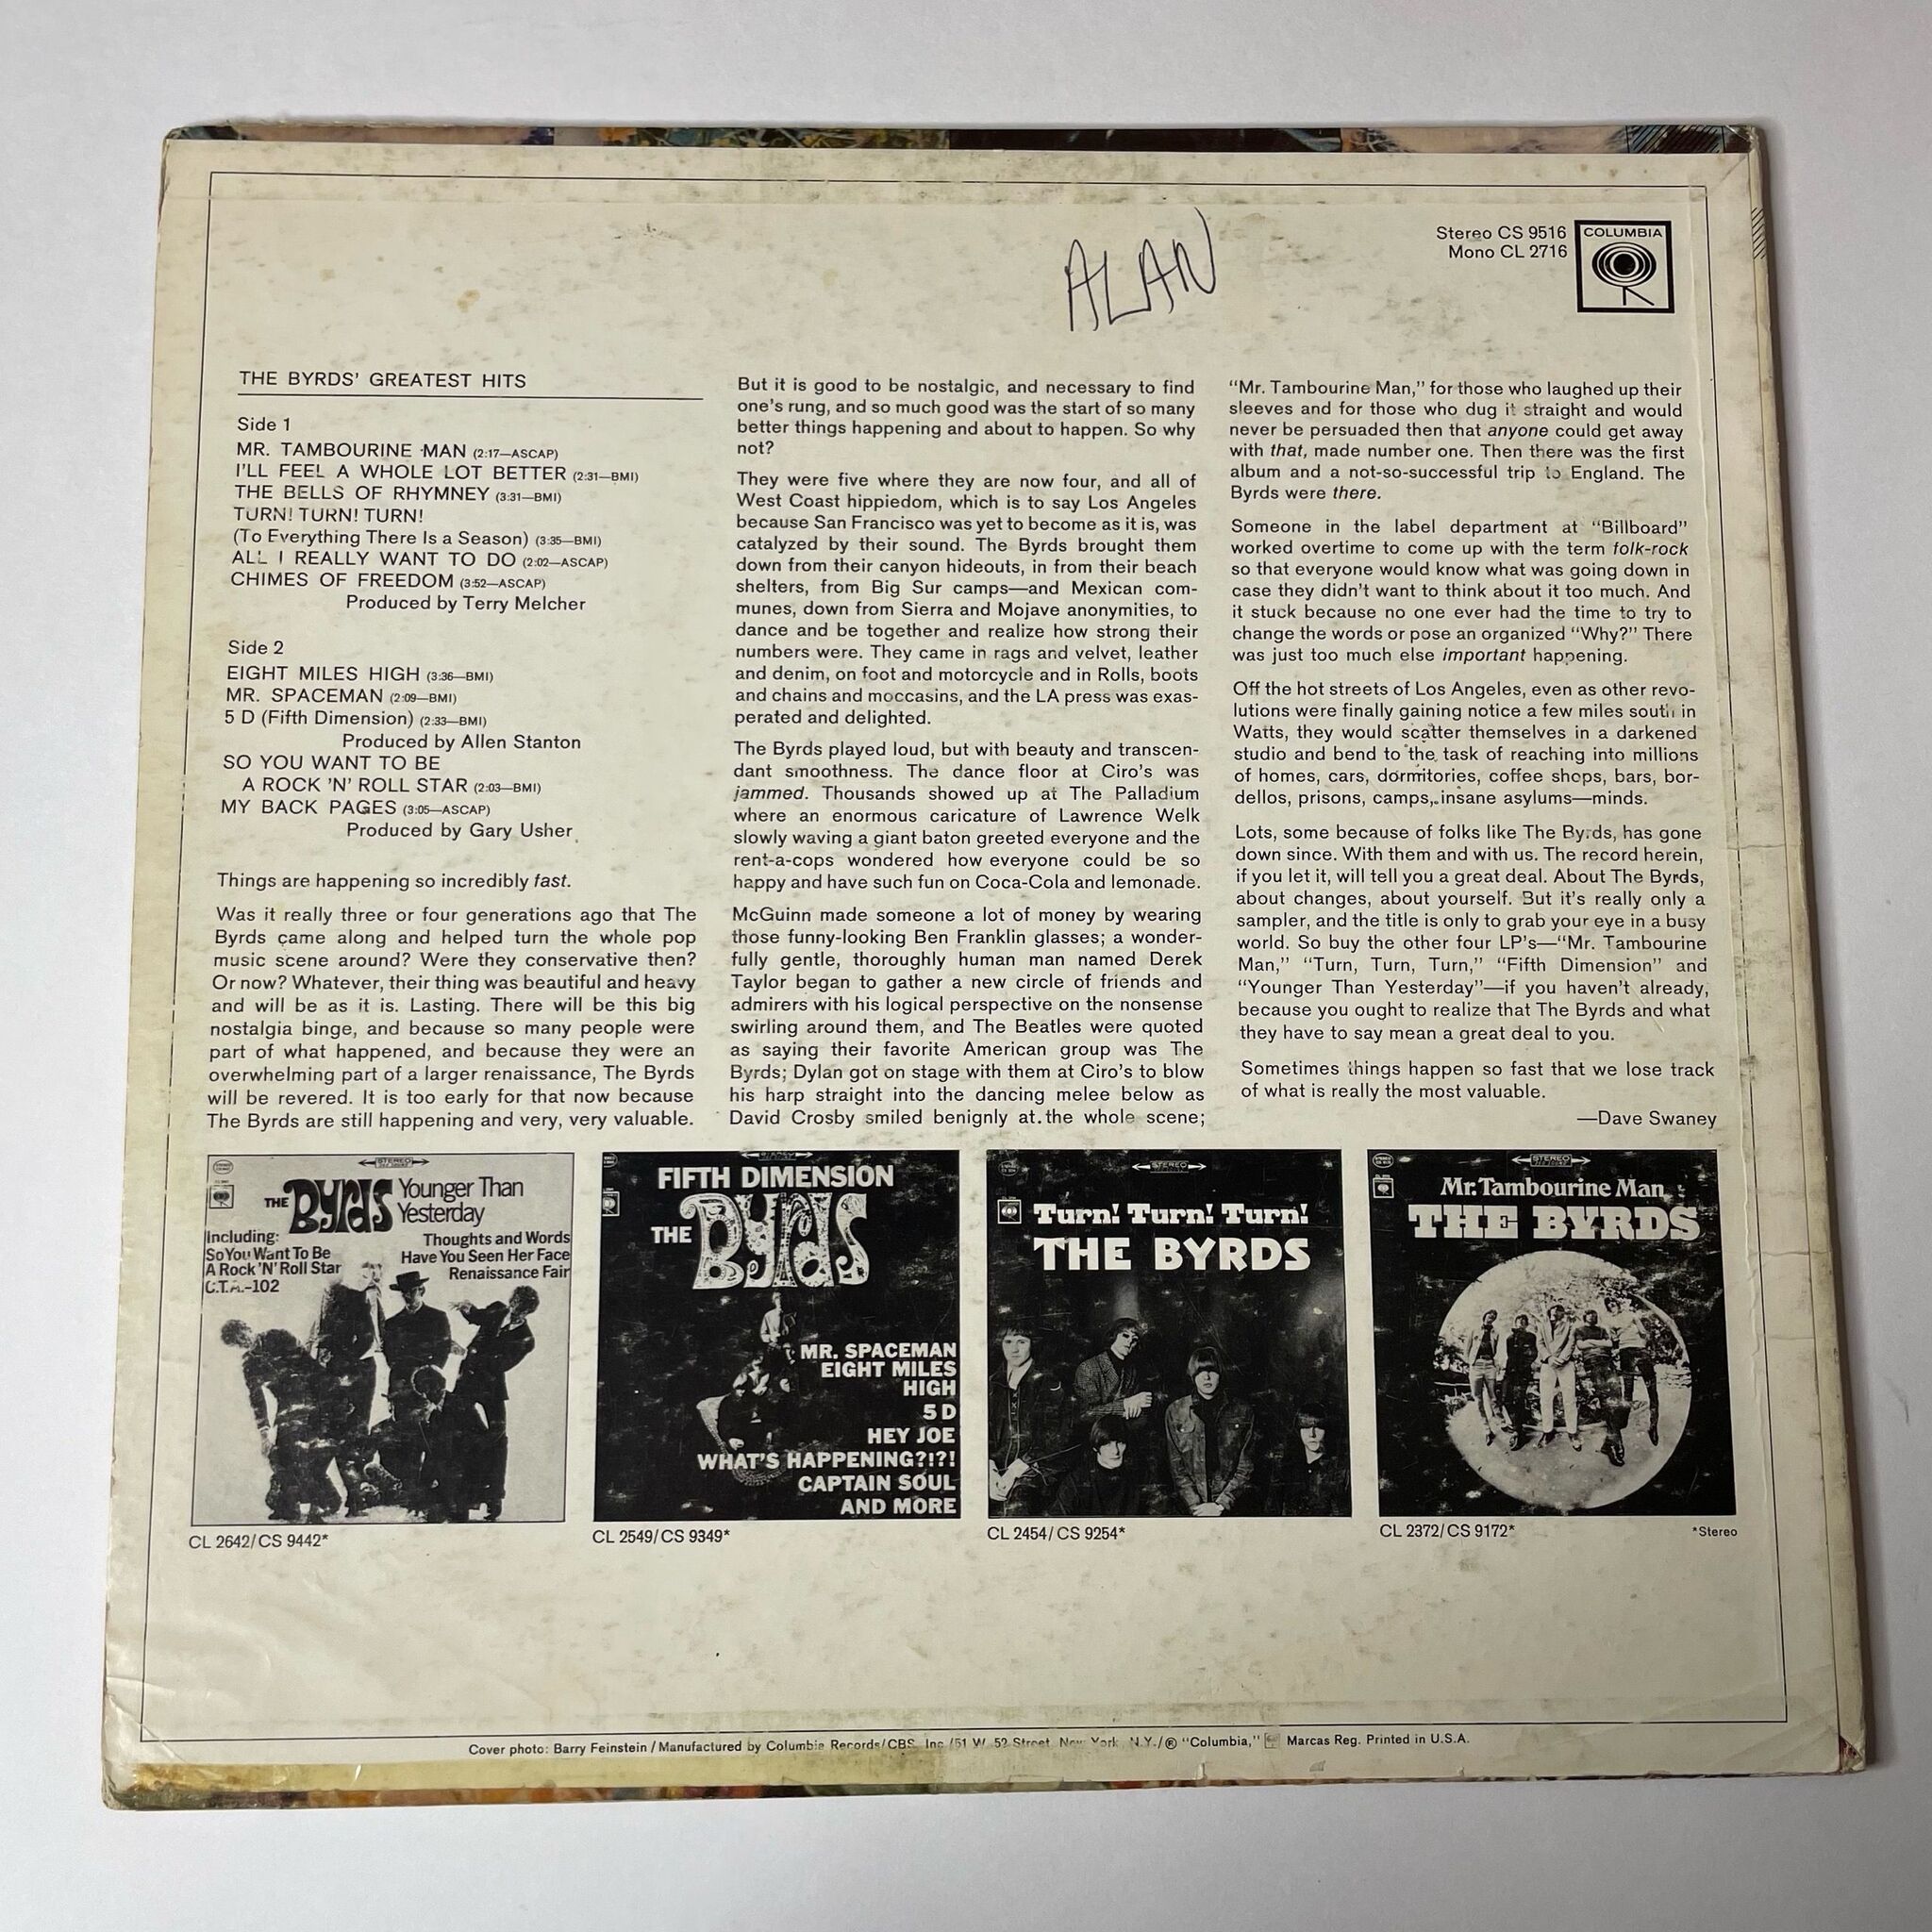 ALAN
Stereo CS 9516
Mono CL 2716
COLUMBIA
THE BYRDS' GREATEST HITS
Side 1
MR. TAMBOURINE MAN (2:17—ASCAP)
I'LL FEEL A WHOLE LOT BETTER (2:31—BMI)
THE BELLS OF RHYMNEY (3:31—BMI)
TURN! TURN! TURN!
(To Everything There Is a Season) (3:35—BMI)
ALL I REALLY WANT TO DO (2:02—ASCAP)
CHIMES OF FREEDOM (3:52—ASCAP)
Produced by Terry Melcher
Side 2
EIGHT MILES HIGH (3:36—BMI)
MR. SPACEMAN (2:09—BMI)
5 D (Fifth Dimension) (2:33—BMI)
Produced by Allen Stanton
SO YOU WANT TO BE
A ROCK 'N' ROLL STAR (2:03—BMI)
MY BACK PAGES (3:05—ASCAP)
Produced by Gary Usher
Things are happening so incredibly fast.
Was it really three or four generations ago that The
Byrds came along and helped turn the whole pop
music scene around? Were they conservative then?
Or now? Whatever, their thing was beautiful and heavy
and will be as it is. Lasting. There will be this big
nostalgia binge, and because so many people were
part of what happened, and because they were an
overwhelming part of a larger renaissance, The Byrds
will be revered. It is too early for that now because
The Byrds are still happening and very, very valuable.
But it is good to be nostalgic, and necessary to find
one's rung, and so much good was the start of so many
better things happening and about to happen. So why
not?
They were five where they are now four, and all of
West Coast hippiedom, which is to say Los Angeles
because San Francisco was yet to become as it is, was
catalyzed by their sound. The Byrds brought them
down from their canyon hideouts, in from their beach
shelters, from Big Sur camps—and Mexican com-
munes, down from Sierra and Mojave anonymities, to
dance and be together and realize how strong their
numbers were. They came in rags and velvet, leather
and denim, on foot and motorcycle and in Rolls, boots
and chains and moccasins, and the LA press was exas-
perated and delighted.
The Byrds played loud, but with beauty and transcen-
dant smoothness. The dance floor at Ciro's was
jammed. Thousands showed up at The Palladium
where an enormous caricature of Lawrence Welk
slowly waving a giant baton greeted everyone and the
rent-a-cops wondered how everyone could be so
happy and have such fun on Coca-Cola and lemonade.
McGuinn made someone a lot of money by wearing
those funny-looking Ben Franklin glasses; a wonder-
fully gentle, thoroughly human man named Derek
Taylor began to gather a new circle of friends and
admirers with his logical perspective on the nonsense
swirling around them, and The Beatles were quoted
as saying their favorite American group was The
Byrds; Dylan got on stage with them at Ciro's to blow
his harp straight into the dancing melee below as
David Crosby smiled benignly at the whole scene;
"Mr. Tambourine Man," for those who laughed up their
sleeves and for those who dug it straight and would
never be persuaded then that anyone could get away
with that, made number one. Then there was the first
album and a not-so-successful trip to England. The
Byrds were there.
Someone in the label department at "Billboard"
worked overtime to come up with the term folk-rock
so that everyone would know what was going down in
case they didn't want to think about it too much. And
it stuck because no one ever had the time to try to
change the words or pose an organized "Why?" There
was just too much else important happening.
Off the hot streets of Los Angeles, even as other revo-
lutions were finally gaining notice a few miles south in
Watts, they would scatter themselves in a darkened
studio and bend to the task of reaching into millions
of homes, cars, dormitories, coffee shops, bars, bor-
dellos, prisons, camps, insane asylums—minds.
Lots, some because of folks like The Byrds, has gone
down since. With them and with us. The record herein,
if you let it, will tell you a great deal. About The Byrds,
about changes, about yourself. But it's really only a
sampler, and the title is only to grab your eye in a busy
world. So buy the other four LP's—"Mr. Tambourine
Man," "Turn, Turn, Turn," "Fifth Dimension" and
"Younger Than Yesterday"—if you haven't already,
because you ought to realize that The Byrds and what
they have to say mean a great deal to you.
Sometimes things happen so fast that we lose track
of what is really the most valuable.
—Dave Swaney
STEREO
THE BYRDS Younger Than
Yesterday
Including:
So You Want To Be
A Rock 'N' Roll Star
C.T.A.-102
Thoughts and Words
Have You Seen Her Face
Renaissance Fair
CL 2642/CS 9442*
FIFTH DIMENSION
THE BYRDS
MR. SPACEMAN
EIGHT MILES
HIGH
5 D
HEY JOE
WHAT'S HAPPENING?!?!
CAPTAIN SOUL
AND MORE
CL 2549/CS 9349*
STEREO
Turn! Turn! Turn!
THE BYRDS
CL 2454/CS 9254*
STEREO
Mr. Tambourine Man
THE BYRDS
CL 2372/CS 9172*
*Stereo
Cover photo: Barry Feinstein / Manufactured by Columbia Records/CBS, Inc./51 W. 52 Street, New York, N.Y./® "Columbia," Marcas Reg. Printed in U.S.A.